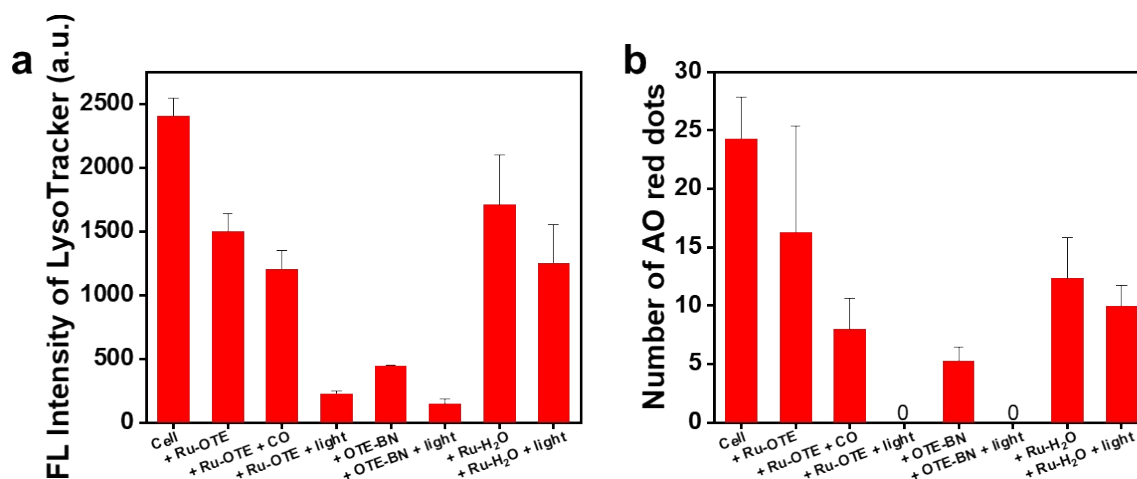 a
FL Intensity of LysoTracker (a.u.)
2500
2000
1500
1000
500
0
Cell
+ Ru-OTE
+ Ru-OTE + CO
+ Ru-OTE + light
+ OTE-BN
+ OTE-BN + light
+ Ru-H₂O
+ Ru-H₂O + light
b
Number of AO red dots
30
25
20
15
10
5
0
0
0
Cell
+ Ru-OTE
+ Ru-OTE + CO
+ Ru-OTE + light
+ OTE-BN
+ OTE-BN + light
+ Ru-H₂O
+ Ru-H₂O + light